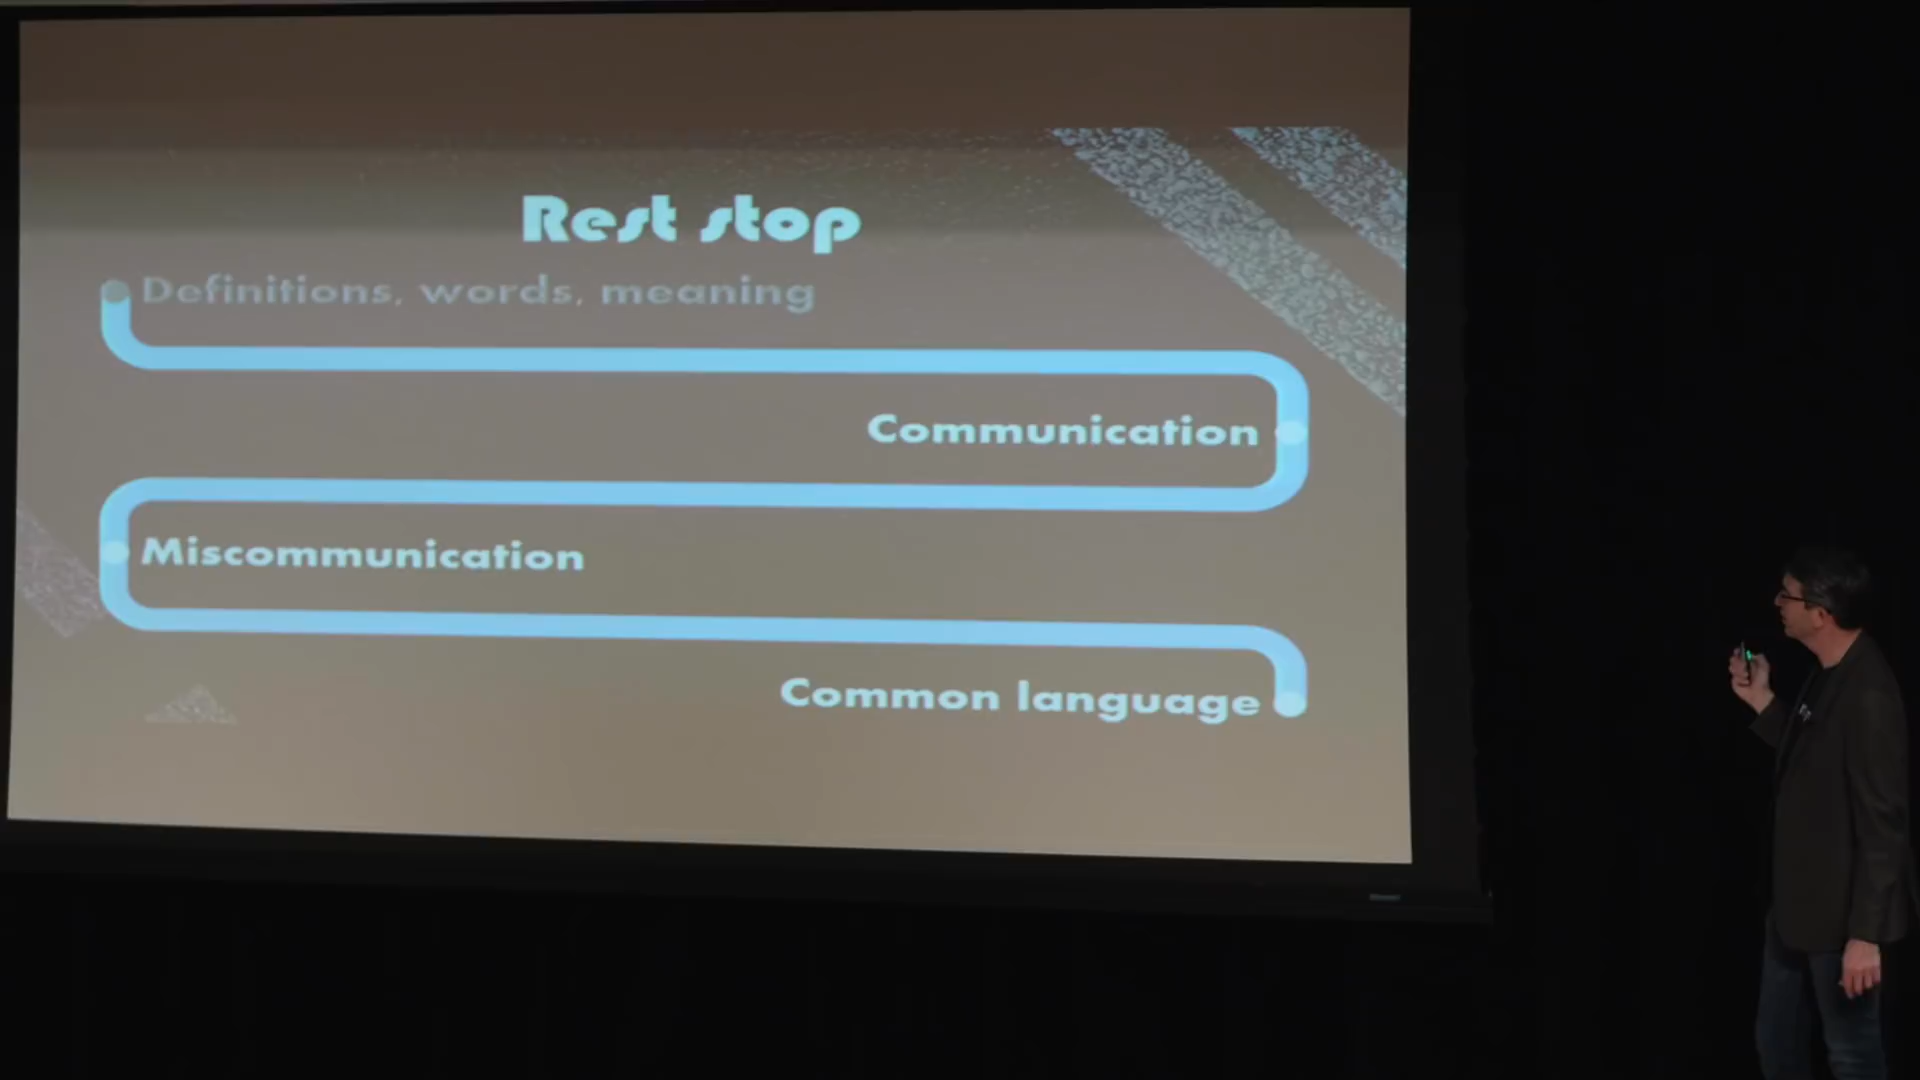 Rest stop
Definitions, words, meaning
Communication
Miscommunication
Common language